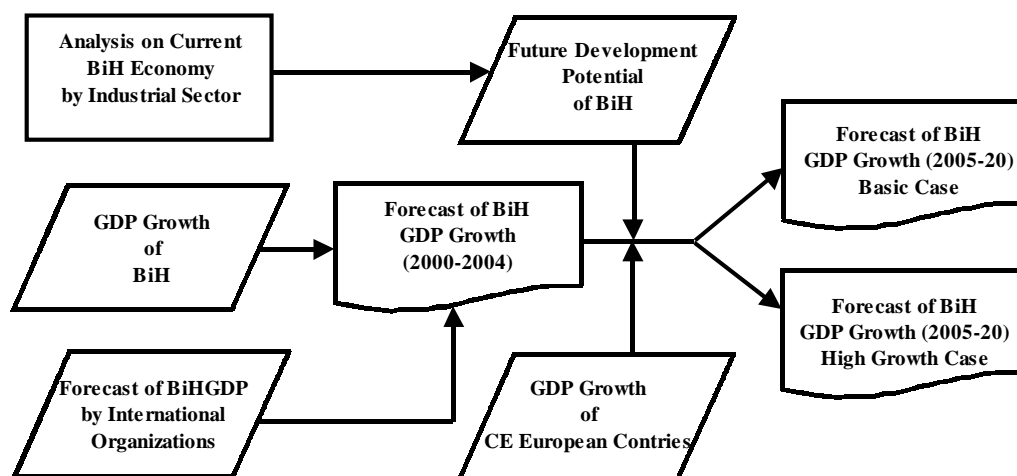 Analysis on Current
BiH Economy
by Industrial Sector
Future Development
Potential
of BiH
Forecast of BiH
GDP Growth (2005-20)
Basic Case
GDP Growth
of
BiH
Forecast of BiH
GDP Growth
(2000-2004)
Forecast of BiH
GDP Growth (2005-20)
High Growth Case
Forecast of BiHGDP
by International
Organizations
GDP Growth
of
CE European Contries